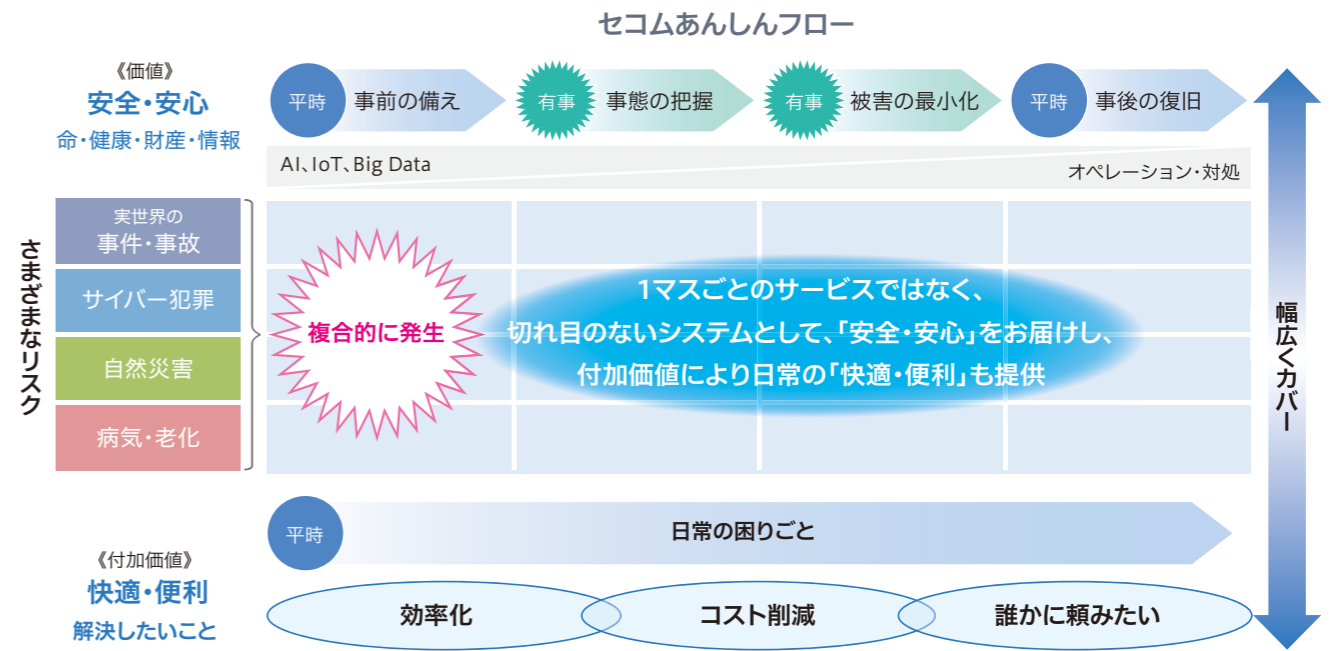 セコムあんしんフロー
《価値》
安全・安心
命・健康・財産・情報
平時
事前の備え
有事
事態の把握
有事
被害の最小化
平時
事後の復旧
AI、IoT、Big Data
オペレーション・対処
さまざまなリスク
実世界の
事件・事故
サイバー犯罪
自然災害
病気・老化
複合的に発生
1マスごとのサービスではなく、
切れ目のないシステムとして、「安全・安心」をお届けし、
付加価値により日常の「快適・便利」も提供
幅広くカバー
《付加価値》
快適・便利
解決したいこと
平時
日常の困りごと
効率化
コスト削減
誰かに頼みたい